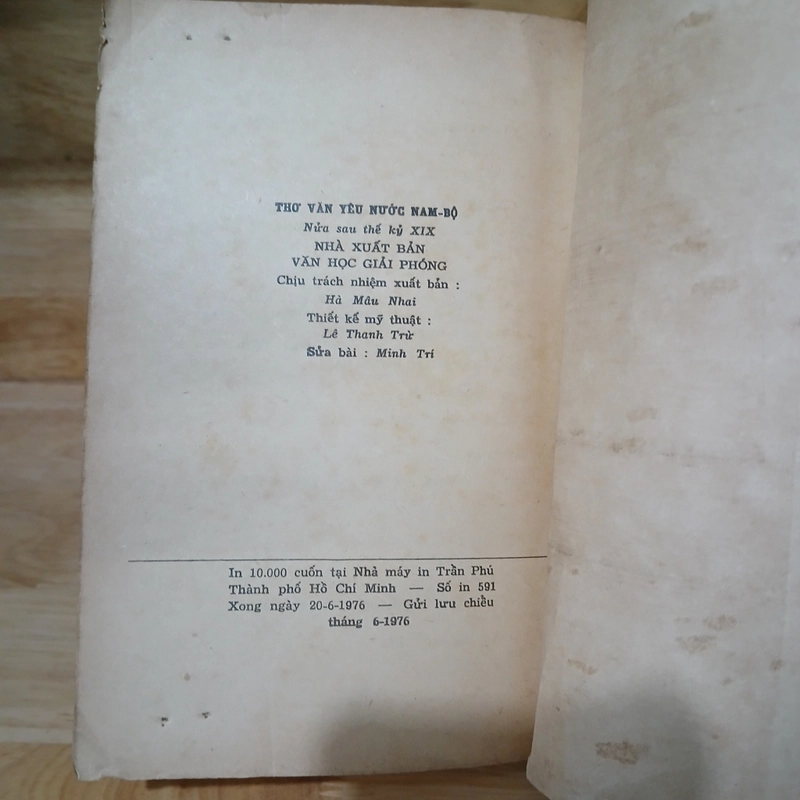 THƠ VĂN YÊU NƯỚC NAM-BỘ
Nửa sau thế kỷ XIX
NHÀ XUẤT BẢN
VĂN HỌC GIẢI PHÓNG
Chịu trách nhiệm xuất bản :
Hà Mâu Nhai
Thiết kế mỹ thuật :
Lê Thanh Trừ
Sửa bài : Minh Trí
In 10.000 cuốn tại Nhà máy in Trần Phú
Thành phố Hồ Chí Minh — Số in 591
Xong ngày 20-6-1976 — Gửi lưu chiều
tháng 6-1976